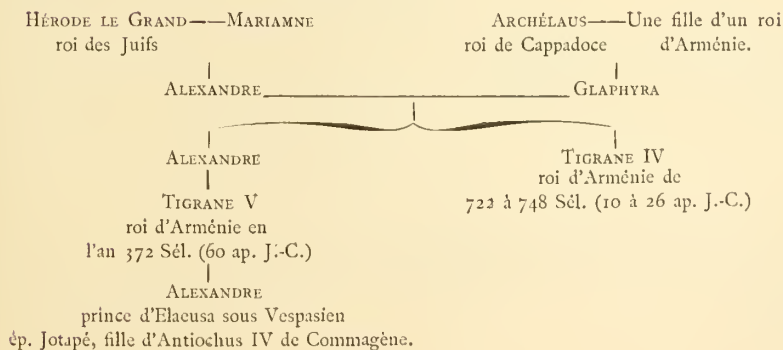 HÉRODE LE GRAND——MARIAMNE
roi des Juifs
ARCHÉLAUS——Une fille d'un roi
roi de Cappadoce d'Arménie.
ALEXANDRE GLAPHYRA
ALEXANDRE
TIGRANE V
roi d'Arménie en
l'an 372 Sél. (60 ap. J.-C.)
ALEXANDRE
prince d'Elaeusa sous Vespasien
ép. Jotapé, fille d'Antiochus IV de Commagène.
TIGRANE IV
roi d'Arménie de
722 à 748 Sél. (10 à 26 ap. J.-C.)